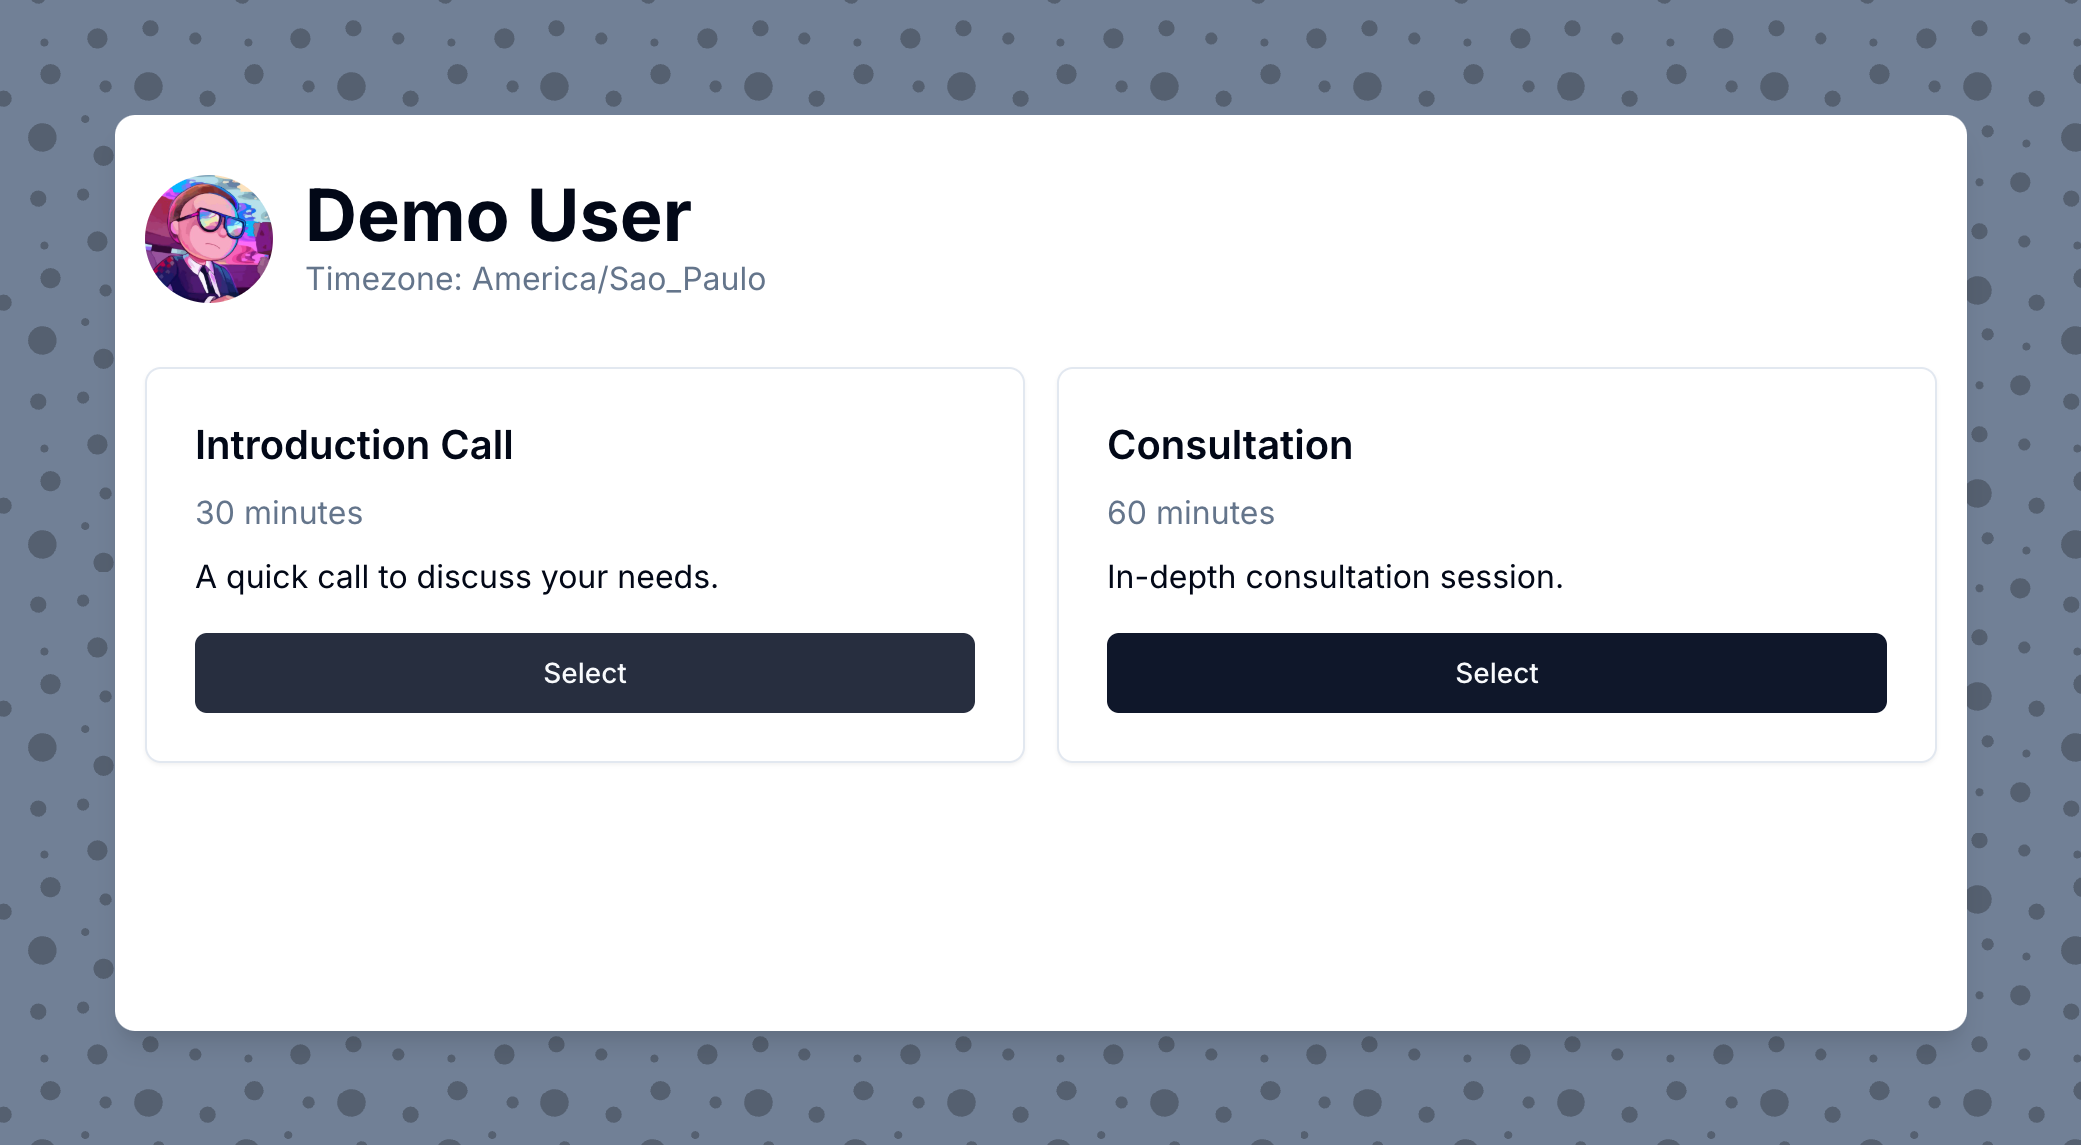 Demo User
Timezone: America/Sao_Paulo
Introduction Call
30 minutes
A quick call to discuss your needs.
Select
Consultation
60 minutes
In-depth consultation session.
Select